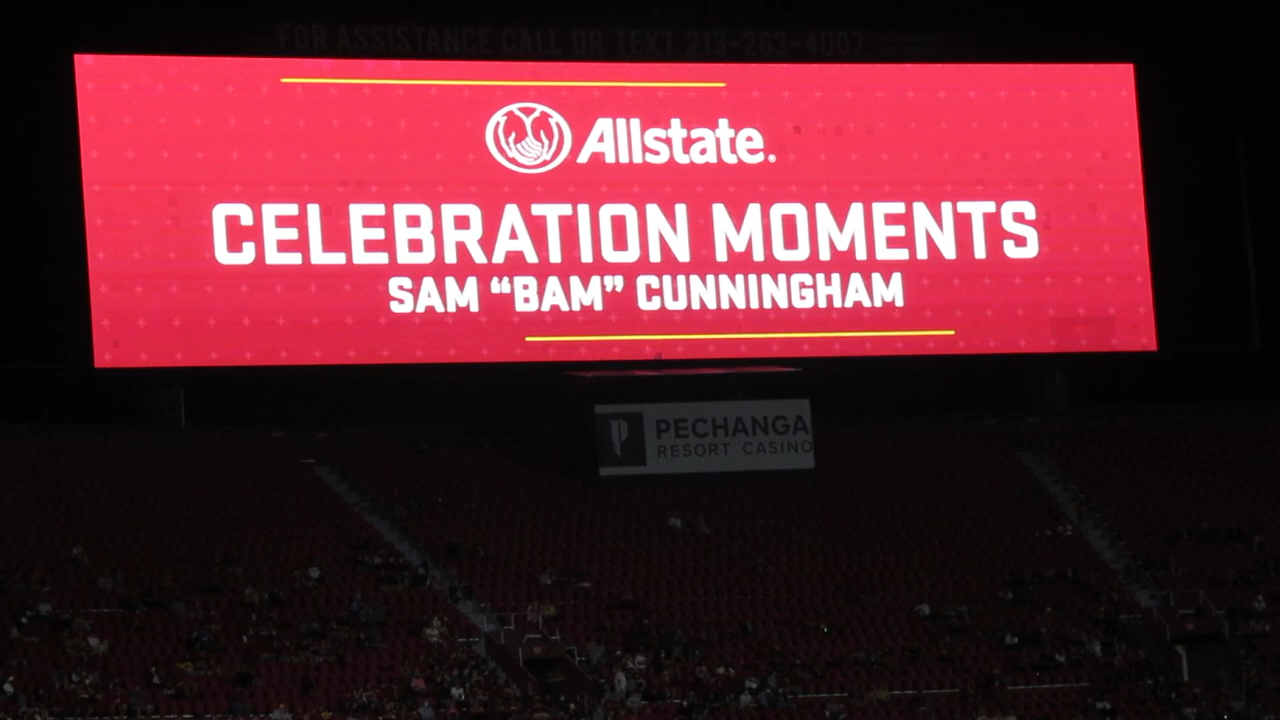 FOR ASSISTANCE CALL OR TEXT 213-263-4007
Allstate.
CELEBRATION MOMENTS
SAM “BAM” CUNNINGHAM
PECHANGA
RESORT CASINO